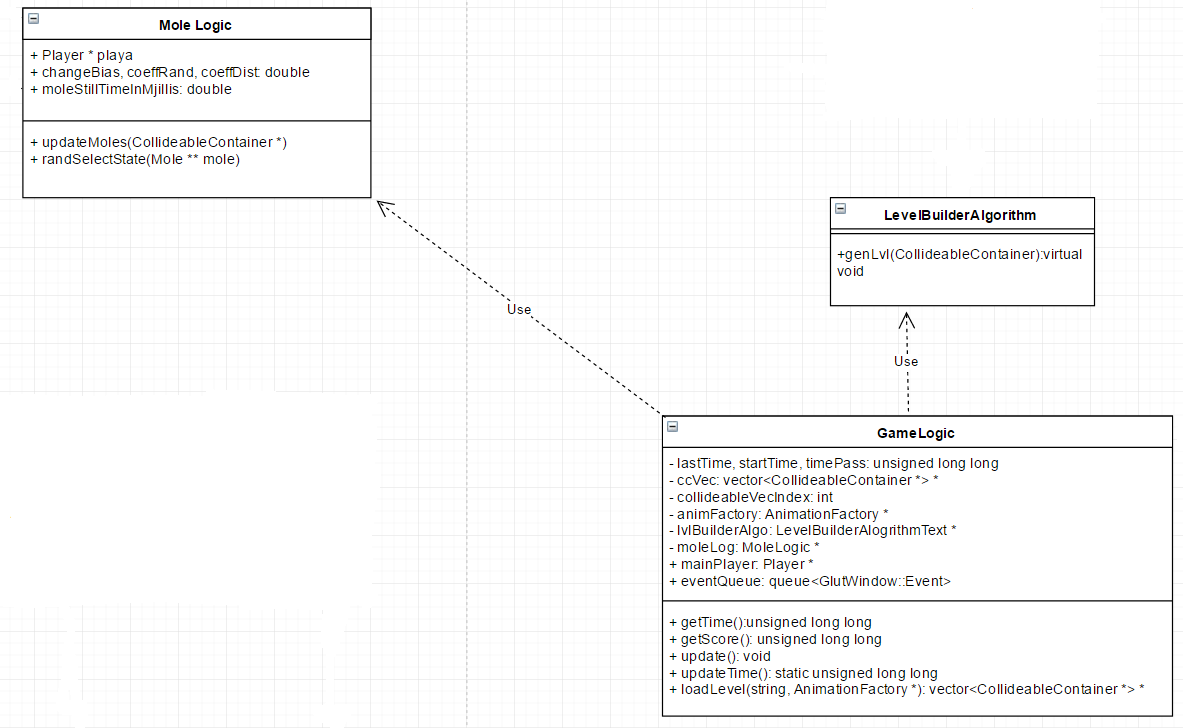 Mole Logic
+ Player * playa
+ changeBias, coeffRand, coeffDist: double
+ moleStillTimeInMjillis: double
+ updateMoles(CollideableContainer *)
+ randSelectState(Mole ** mole)
LevelBuilderAlgorithm
+genLvl(CollideableContainer):virtual
void
Use
Use
GameLogic
- lastTime, startTime, timePass: unsigned long long
- ccVec: vector<CollideableContainer *> *
- collideableVecIndex: int
- animFactory: AnimationFactory *
- lvlBuilderAlgo: LevelBuilderAlogrithmText *
- moleLog: MoleLogic *
+ mainPlayer: Player *
+ eventQueue: queue<GlutWindow::Event>
+ getTime():unsigned long long
+ getScore(): unsigned long long
+ update(): void
+ updateTime(): static unsigned long long
+ loadLevel(string, AnimationFactory *): vector<CollideableContainer *> *